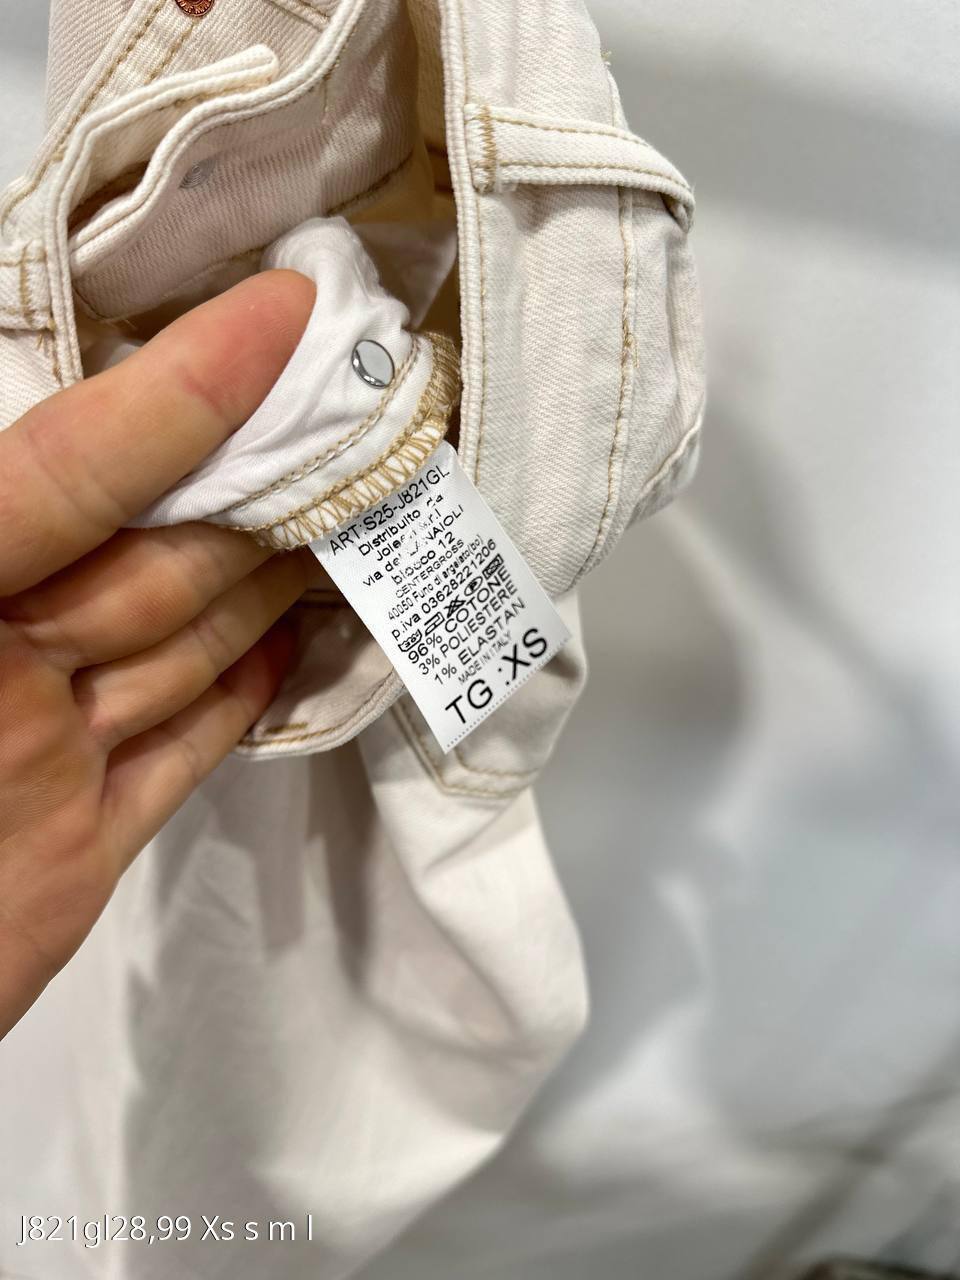 ART:S25-J821GL
Distribuito da
via dei LANAIOLI
blocco 12
CENTERGROSS
40050 Funo di argelato(bo)
p.iva 03628221206
96% COTONE
3% POLIESTERE
1% ELASTAN
MADE IN ITALY
TG :XS
J821gl28,99 Xs s m l